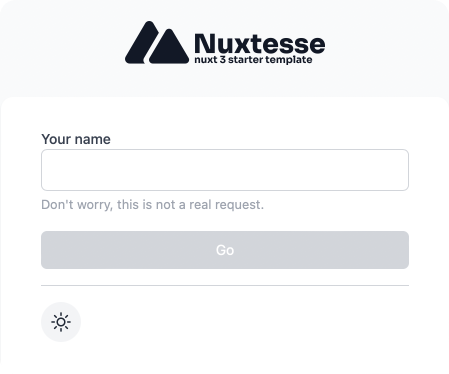 Nuxtesse
nuxt 3 starter template
Your name
Don't worry, this is not a real request.
Go